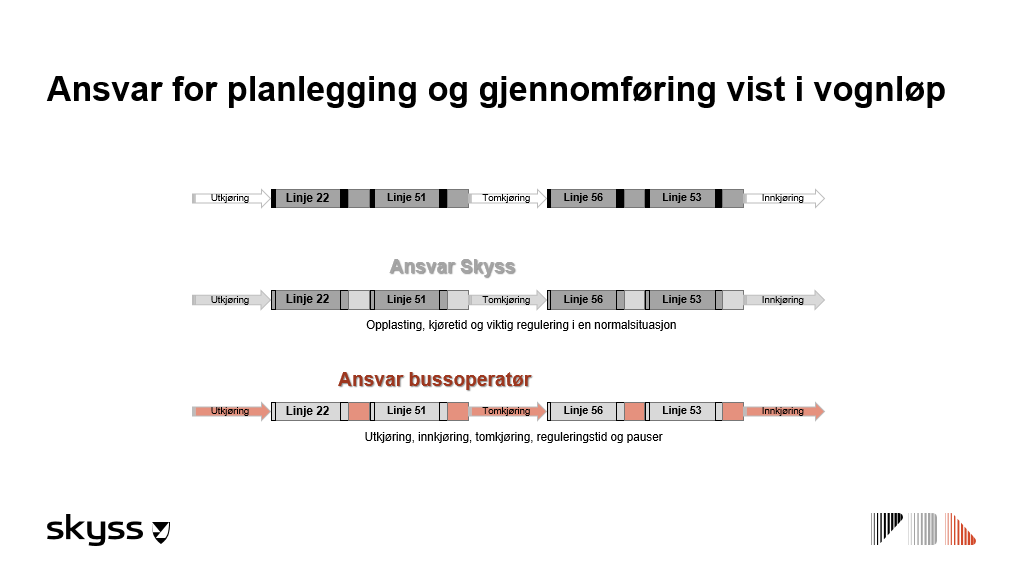 Ansvar for planlegging og gjennomføring vist i vognløp
Utkjøring Linje 22 Linje 51 Tomkjøring Linje 56 Linje 53 Innkjøring
Ansvar Skyss
Utkjøring Linje 22 Linje 51 Tomkjøring Linje 56 Linje 53 Innkjøring
Opplasting, kjøretid og viktig regulering i en normalsituasjon
Ansvar bussoperatør
Utkjøring Linje 22 Linje 51 Tomkjøring Linje 56 Linje 53 Innkjøring
Utkjøring, innkjøring, tomkjøring, reguleringstid og pauser
skyss